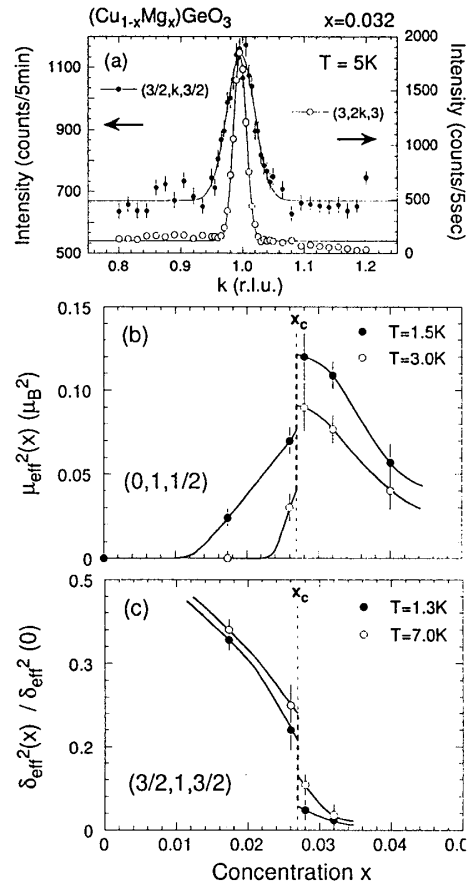 (Cu1-xMgx)GeO3 x=0.032
(a) T = 5K
(3/2,k,3/2)
(3,2k,3)
Intensity (counts/5min)
1100
900
700
500
Intensity (counts/5sec)
2000
1500
1000
500
0
0.8 0.9 1.0 1.1 1.2
k (r.l.u.)
(b) xc
T=1.5K
T=3.0K
μeff²(x) (μB²)
0.15
0.10
0.05
0
(0,1,1/2)
(c) xc
T=1.3K
T=7.0K
δeff²(x) / δeff²(0)
0.5
0.3
0.2
0
(3/2,1,3/2)
0 0.01 0.02 0.03 0.04
Concentration x